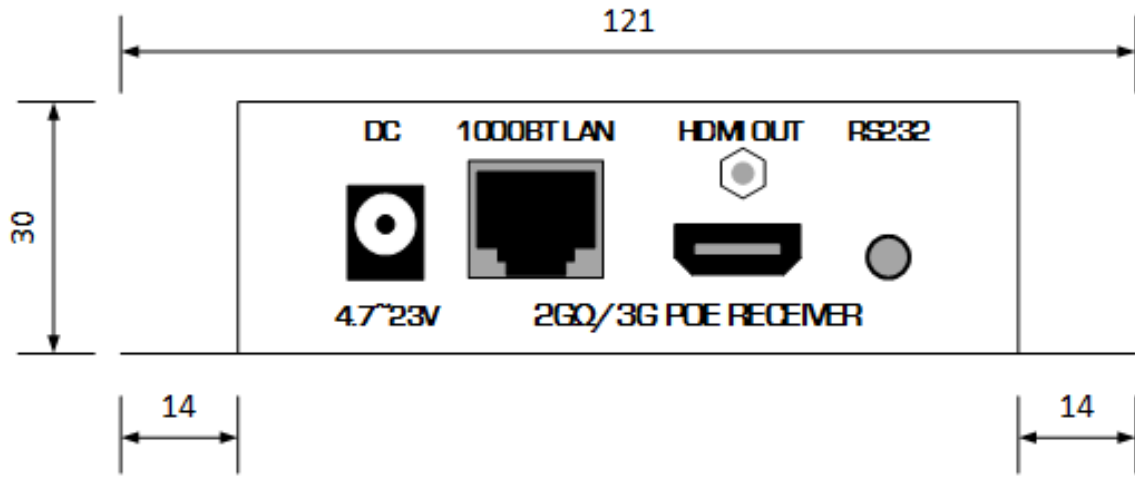 121
DC 1000BT LAN HDMI OUT RS232
30
4.7~23V 2GΩ/3G POE RECEIVER
14 14